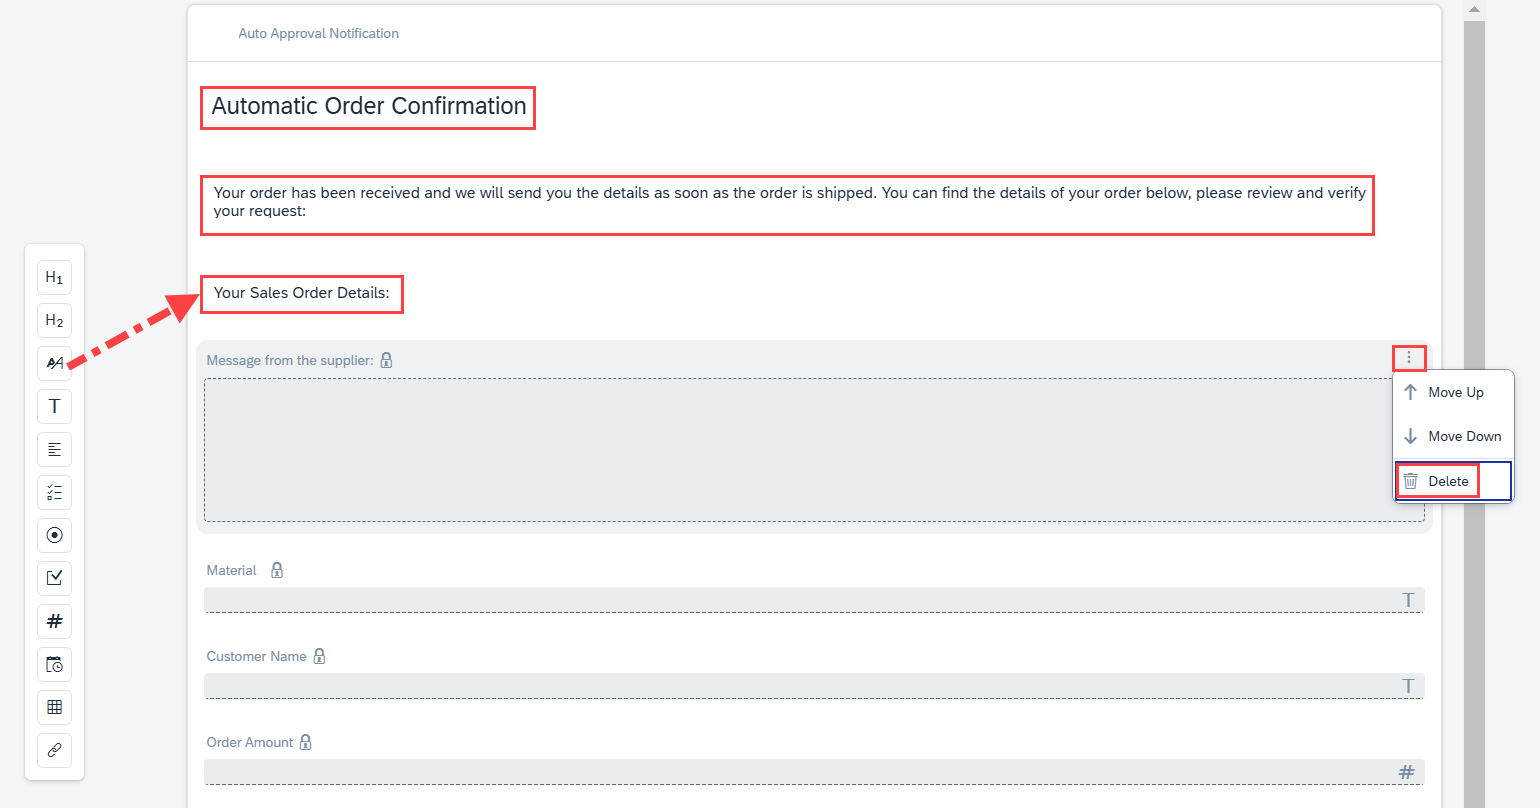 Auto Approval Notification
Automatic Order Confirmation
Your order has been received and we will send you the details as soon as the order is shipped. You can find the details of your order below, please review and verify
your request:
Your Sales Order Details:
H1
H2
AA
T
#
Message from the supplier:
Move Up
Move Down
Delete
Material
T
Customer Name
T
Order Amount
#